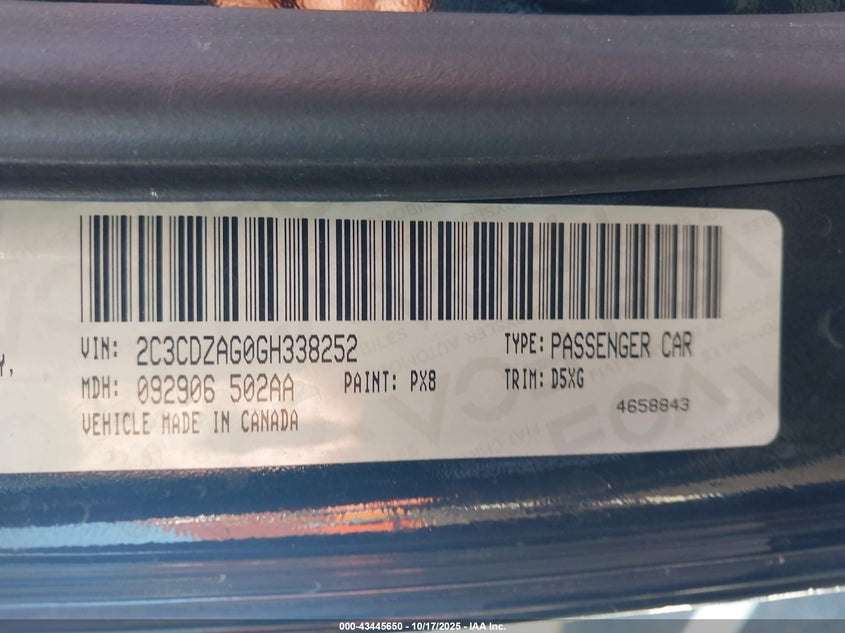 VIN: 2C3CDZAG0GH338252 TYPE: PASSENGER CAR
MDH: 092906 502AA PAINT: PX8 TRIM: D5XG
VEHICLE MADE IN CANADA 4658843
000-43445650 - 10/17/2025 - IAA Inc.